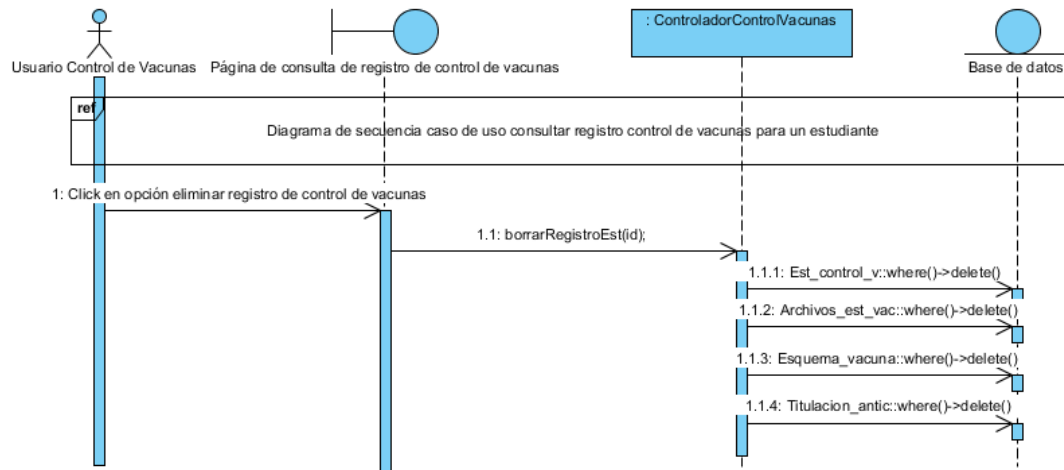 : ControladorControlVacunas
Usuario Control de Vacunas
Página de consulta de registro de control de vacunas
Base de datos
ref
Diagrama de secuencia caso de uso consultar registro control de vacunas para un estudiante
1: Click en opción eliminar registro de control de vacunas
1.1: borrarRegistroEst(id);
1.1.1: Est_control_v::where()->delete()
1.1.2: Archivos_est_vac::where()->delete()
1.1.3: Esquema_vacuna::where()->delete()
1.1.4: Titulacion_antic::where()->delete()